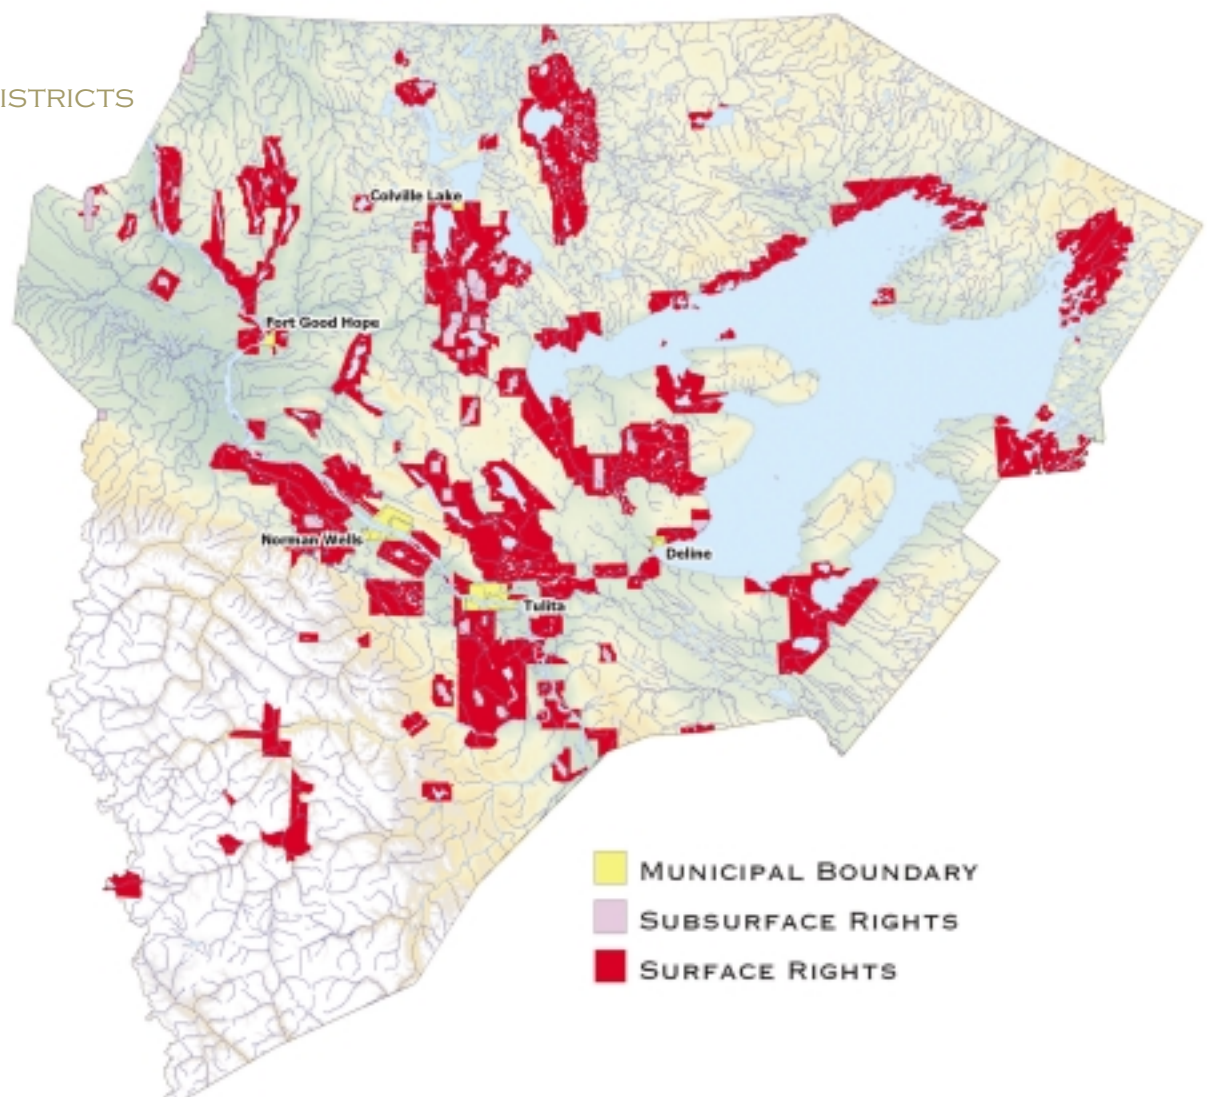 ISTRICTS
Colville Lake
Fort Good Hope
Norman Wells
Deline
Tulita
MUNICIPAL BOUNDARY
SUBSURFACE RIGHTS
SURFACE RIGHTS